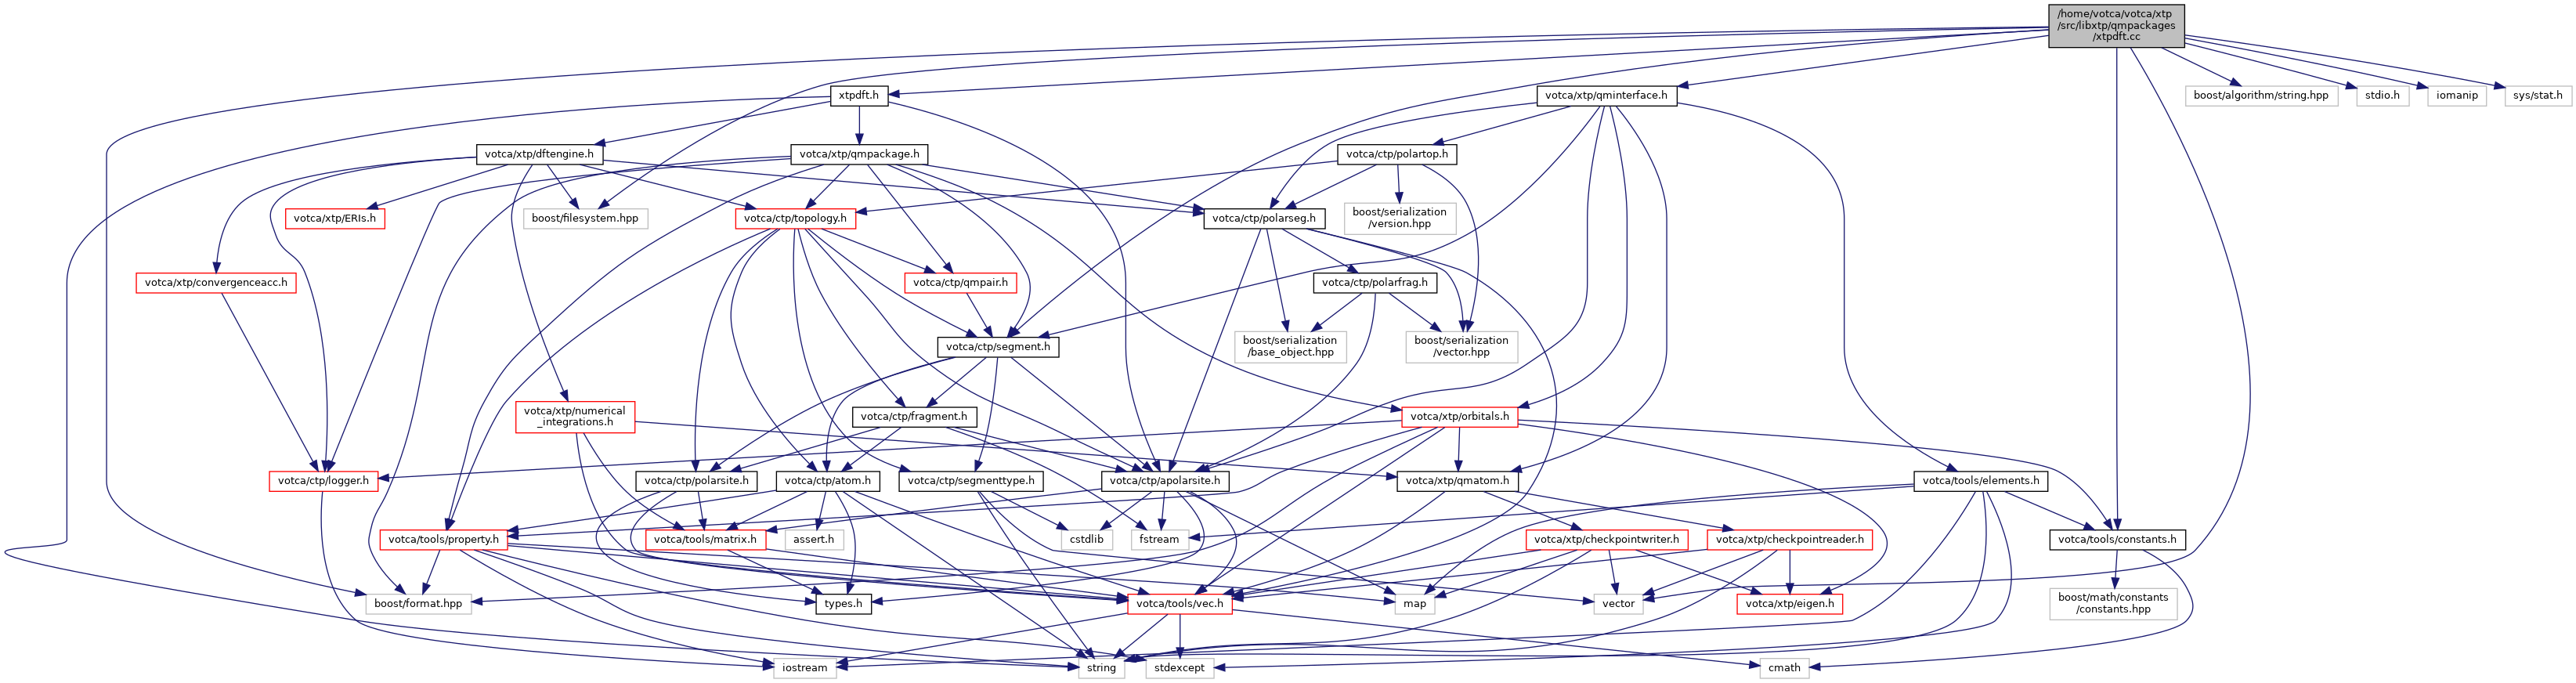 /home/votca/votca/xtp
/src/libxtp/qmpackages
/xtpdft.cc
xtpdft.h
votca/xtp/qminterface.h
boost/algorithm/string.hpp
stdio.h
iomanip
sys/stat.h
votca/xtp/dftengine.h
votca/xtp/qmpackage.h
votca/ctp/polartop.h
votca/xtp/ERIs.h
boost/filesystem.hpp
votca/ctp/topology.h
votca/ctp/polarseg.h
boost/serialization
/version.hpp
votca/xtp/convergenceacc.h
votca/ctp/qmpair.h
votca/ctp/polarfrag.h
votca/ctp/segment.h
boost/serialization
/base_object.hpp
boost/serialization
/vector.hpp
votca/xtp/numerical
_integrations.h
votca/ctp/fragment.h
votca/xtp/orbitals.h
votca/ctp/logger.h
votca/ctp/polarsite.h
votca/ctp/atom.h
votca/ctp/segmenttype.h
votca/ctp/apolarsite.h
votca/xtp/qmatom.h
votca/tools/elements.h
votca/tools/property.h
votca/tools/matrix.h
assert.h
cstdlib
fstream
votca/xtp/checkpointwriter.h
votca/xtp/checkpointreader.h
votca/tools/constants.h
boost/format.hpp
types.h
votca/tools/vec.h
map
vector
votca/xtp/eigen.h
boost/math/constants
/constants.hpp
iostream
string
stdexcept
cmath